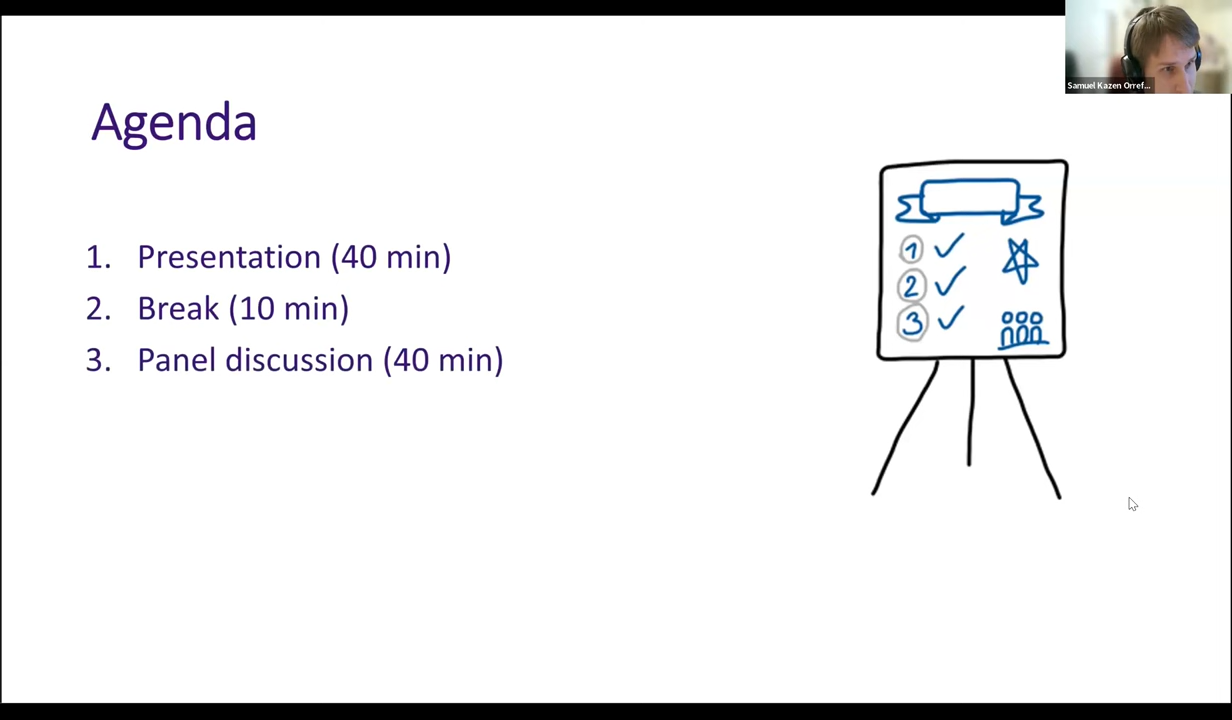 Samuel Kazen Orref...
Agenda
1. Presentation (40 min)
2. Break (10 min)
3. Panel discussion (40 min)
1
2
3